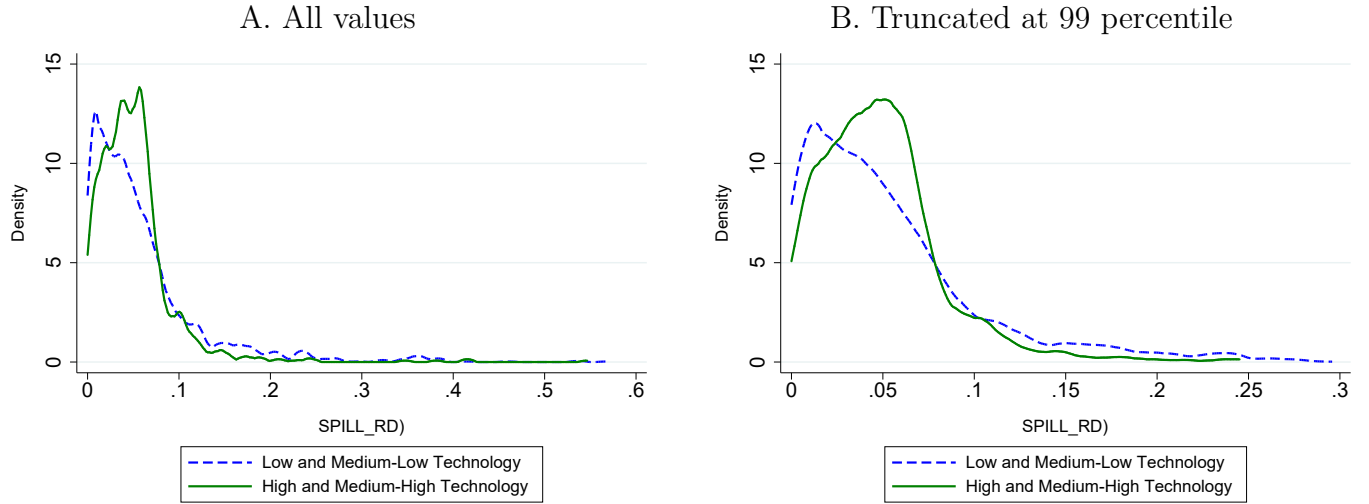 A. All values
15
10
5
0
Density
0 .1 .2 .3 .4 .5 .6
SPILL_RD)
Low and Medium-Low Technology
High and Medium-High Technology
B. Truncated at 99 percentile
15
10
5
0
Density
0 .05 .1 .15 .2 .25 .3
SPILL_RD)
Low and Medium-Low Technology
High and Medium-High Technology